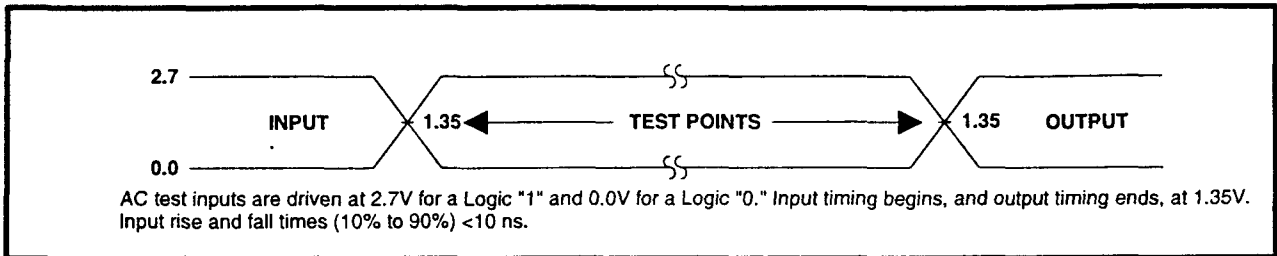 2.7
INPUT 1.35 TEST POINTS 1.35 OUTPUT
0.0
AC test inputs are driven at 2.7V for a Logic "1" and 0.0V for a Logic "0." Input timing begins, and output timing ends, at 1.35V.
Input rise and fall times (10% to 90%) <10 ns.